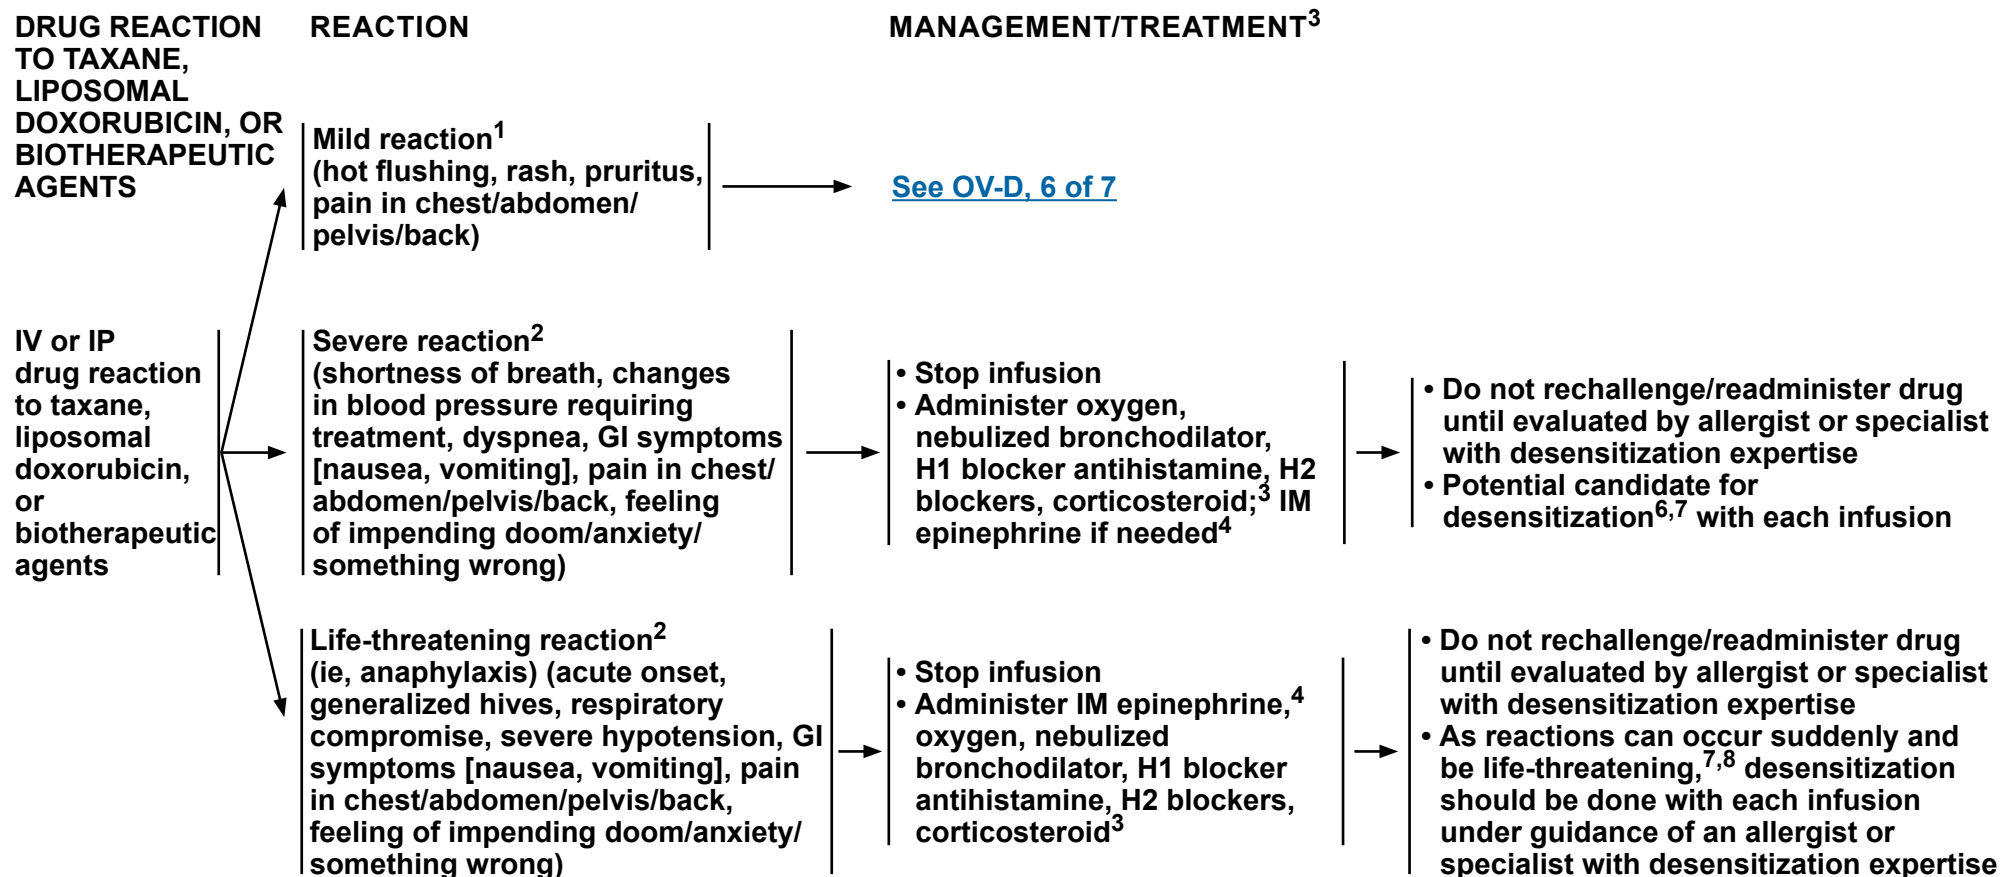 DRUG REACTION
TO TAXANE,
LIPOSOMAL
DOXORUBICIN, OR
BIOTHERAPEUTIC
AGENTS
REACTION
MANAGEMENT/TREATMENT3
Mild reaction1
(hot flushing, rash, pruritus,
pain in chest/abdomen/
pelvis/back)
See OV-D, 6 of 7
IV or IP
drug reaction
to taxane,
liposomal
doxorubicin,
or
biotherapeutic
agents
Severe reaction2
(shortness of breath, changes
in blood pressure requiring
treatment, dyspnea, GI symptoms
[nausea, vomiting], pain in chest/
abdomen/pelvis/back, feeling
of impending doom/anxiety/
something wrong)
• Stop infusion
• Administer oxygen,
nebulized bronchodilator,
H1 blocker antihistamine, H2
blockers, corticosteroid;3 IM
epinephrine if needed4
• Do not rechallenge/readminister drug
until evaluated by allergist or specialist
with desensitization expertise
• Potential candidate for
desensitization6,7 with each infusion
Life-threatening reaction2
(ie, anaphylaxis) (acute onset,
generalized hives, respiratory
compromise, severe hypotension, GI
symptoms [nausea, vomiting], pain
in chest/abdomen/pelvis/back,
feeling of impending doom/anxiety/
something wrong)
• Stop infusion
• Administer IM epinephrine,4
oxygen, nebulized
bronchodilator, H1 blocker
antihistamine, H2 blockers,
corticosteroid3
• Do not rechallenge/readminister drug
until evaluated by allergist or specialist
with desensitization expertise
• As reactions can occur suddenly and
be life-threatening,7,8 desensitization
should be done with each infusion
under guidance of an allergist or
specialist with desensitization expertise